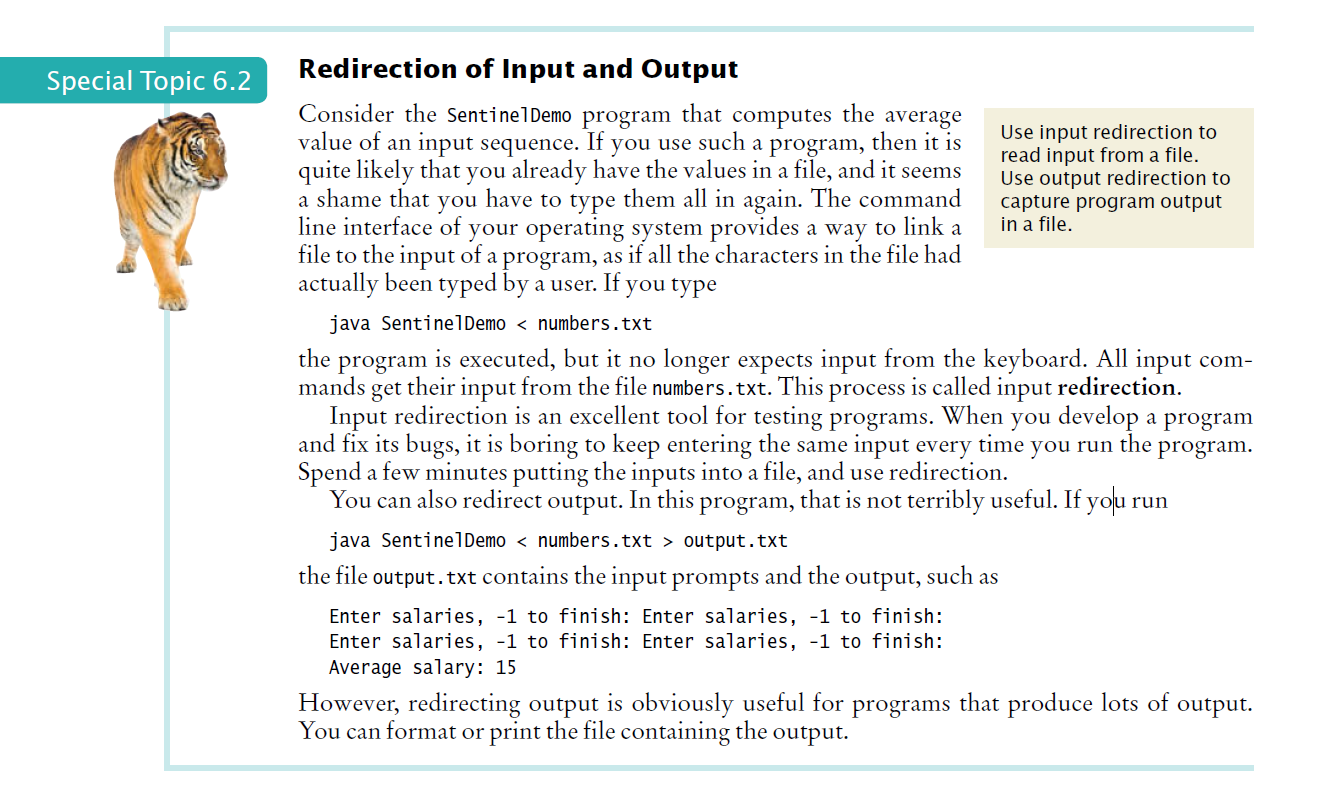 Special Topic 6.2
Redirection of Input and Output
Consider the SentinelDemo program that computes the average
value of an input sequence. If you use such a program, then it is
quite likely that you already have the values in a file, and it seems
a shame that you have to type them all in again. The command
line interface of your operating system provides a way to link a
file to the input of a program, as if all the characters in the file had
actually been typed by a user. If you type
Use input redirection to
read input from a file.
Use output redirection to
capture program output
in a file.
java SentinelDemo < numbers.txt
the program is executed, but it no longer expects input from the keyboard. All input com-
mands get their input from the file numbers.txt. This process is called input redirection.
Input redirection is an excellent tool for testing programs. When you develop a program
and fix its bugs, it is boring to keep entering the same input every time you run the program.
Spend a few minutes putting the inputs into a file, and use redirection.
You can also redirect output. In this program, that is not terribly useful. If you run
java SentinelDemo < numbers.txt > output.txt
the file output.txt contains the input prompts and the output, such as
Enter salaries, -1 to finish: Enter salaries, -1 to finish:
Enter salaries, -1 to finish: Enter salaries, -1 to finish:
Average salary: 15
However, redirecting output is obviously useful for programs that produce lots of output.
You can format or print the file containing the output.